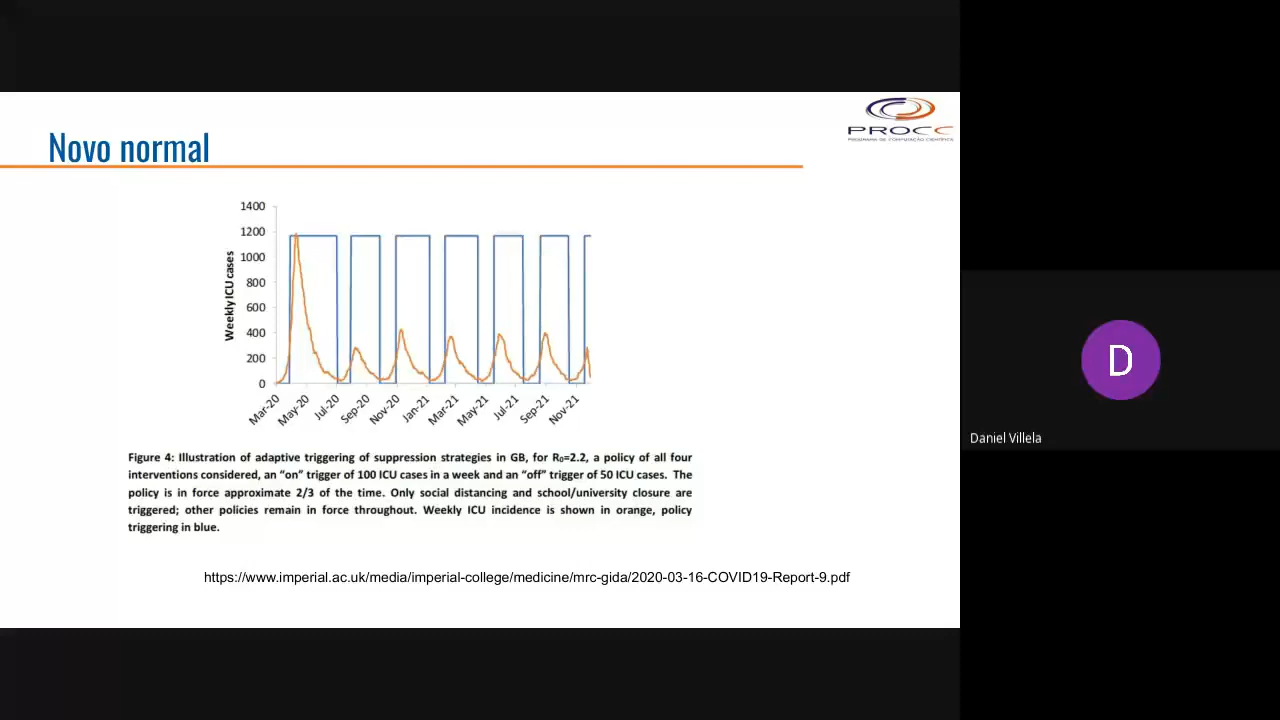 Novo normal
PROCC
PROGRAMA DE COMPUTAÇÃO CIENTÍFICA
1400
1200
1000
800
600
400
200
0
Weekly ICU cases
Mar-20
May-20
Jul-20
Sep-20
Nov-20
Jan-21
Mar-21
May-21
Jul-21
Sep-21
Nov-21
Figure 4: Illustration of adaptive triggering of suppression strategies in GB, for R0=2.2, a policy of all four
interventions considered, an “on” trigger of 100 ICU cases in a week and an “off” trigger of 50 ICU cases. The
policy is in force approximate 2/3 of the time. Only social distancing and school/university closure are
triggered; other policies remain in force throughout. Weekly ICU incidence is shown in orange, policy
triggering in blue.
https://www.imperial.ac.uk/media/imperial-college/medicine/mrc-gida/2020-03-16-COVID19-Report-9.pdf
D
Daniel Villela